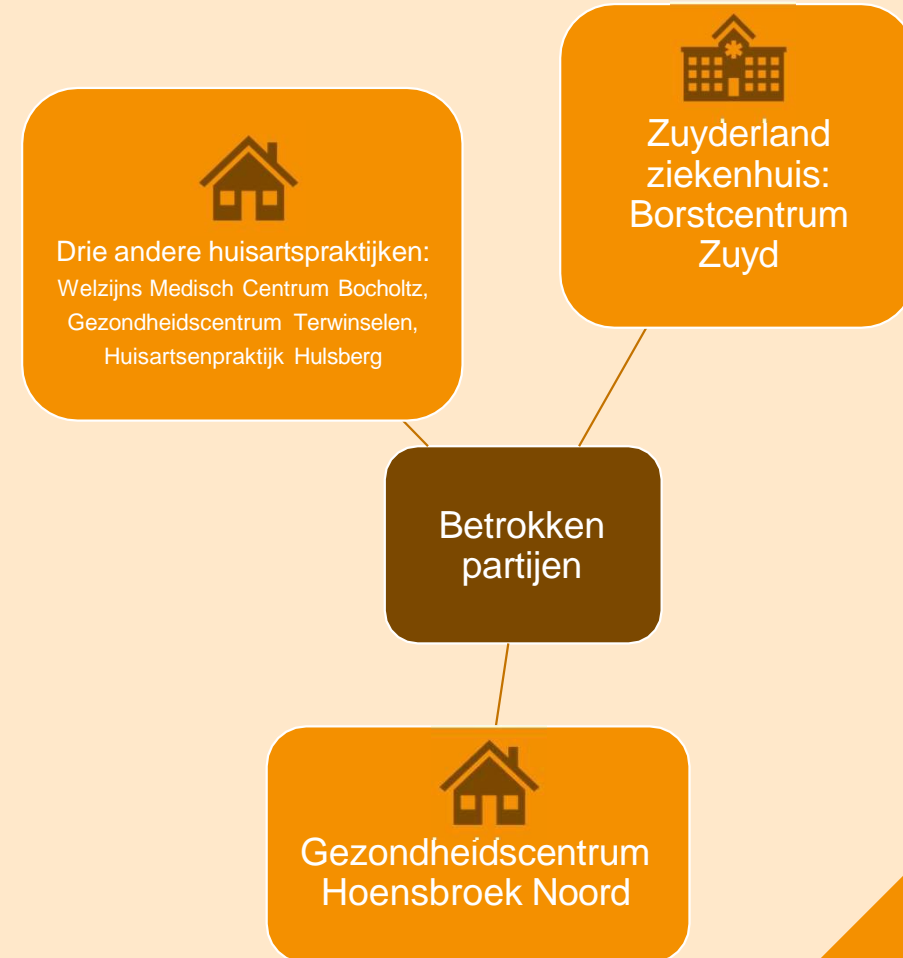 Zuyderland
ziekenhuis:
Borstcentrum
Zuyd
Drie andere huisartspraktijken:
Welzijns Medisch Centrum Bocholtz,
Gezondheidscentrum Terwinselen,
Huisartsenpraktijk Hulsberg
Betrokken
partijen
Gezondheidscentrum
Hoensbroek Noord